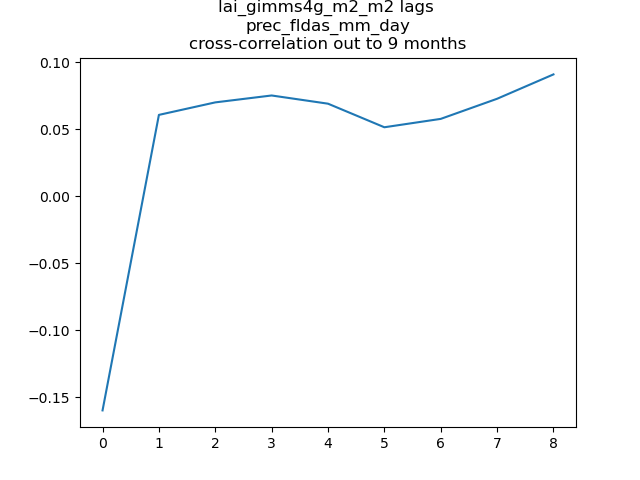 lai_gimms4g_m2_m2 lags
prec_fldas_mm_day
cross-correlation out to 9 months
0.10
0.05
0.00
−0.05
−0.10
−0.15
0 1 2 3 4 5 6 7 8